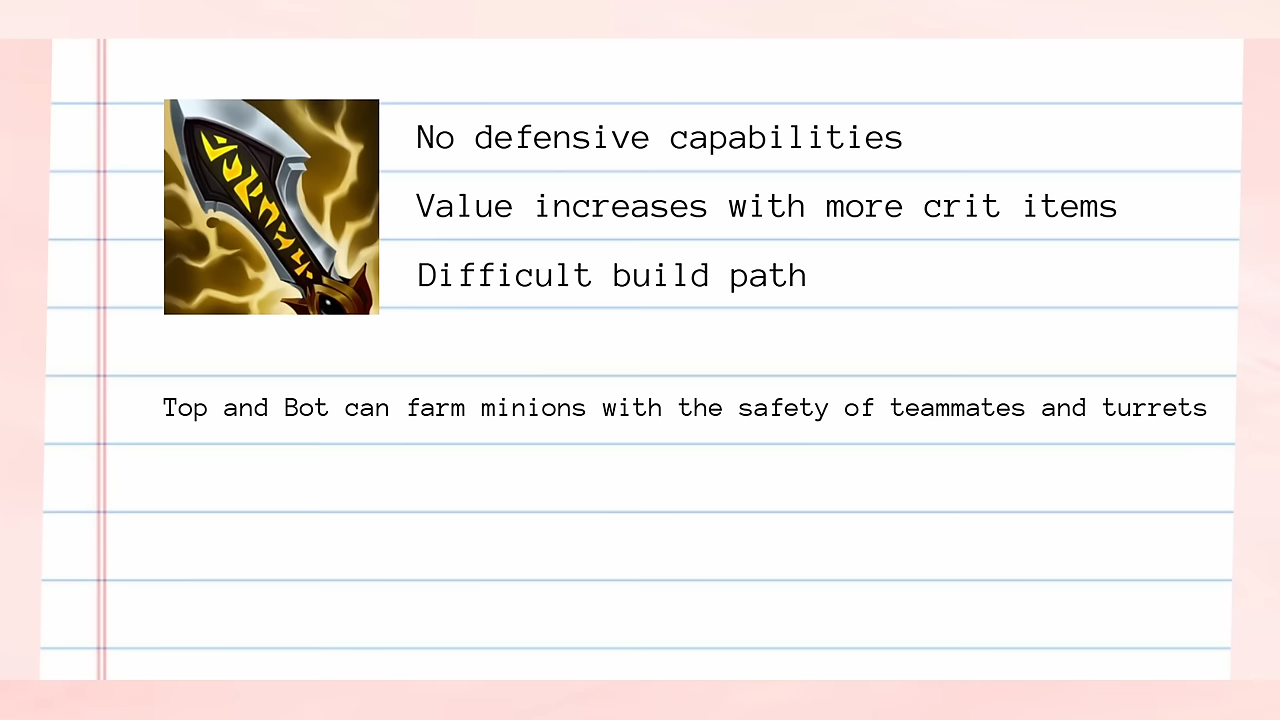 No defensive capabilities
Value increases with more crit items
Difficult build path
Top and Bot can farm minions with the safety of teammates and turrets